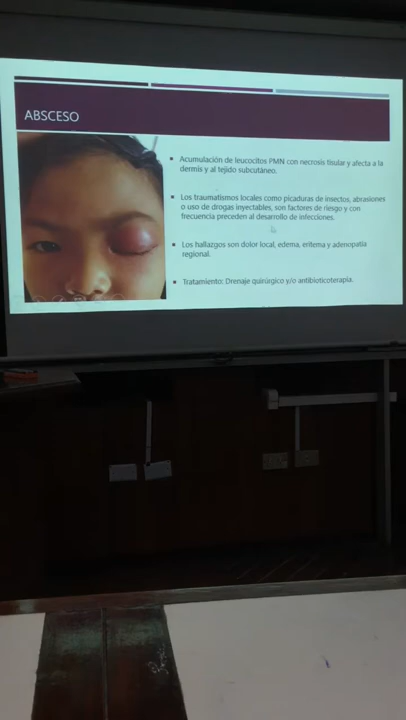 ABSCESO
▪ Acumulación de leucocitos PMN con necrosis tisular y afecta a la
dermis y al tejido subcutáneo.
▪ Los traumatismos locales como picaduras de insectos, abrasiones
o uso de drogas inyectables, son factores de riesgo y con
frecuencia preceden al desarrollo de infecciones.
▪ Los hallazgos son dolor local, edema, eritema y adenopatía
regional.
▪ Tratamiento: Drenaje quirúrgico y/o antibioticoterapia.